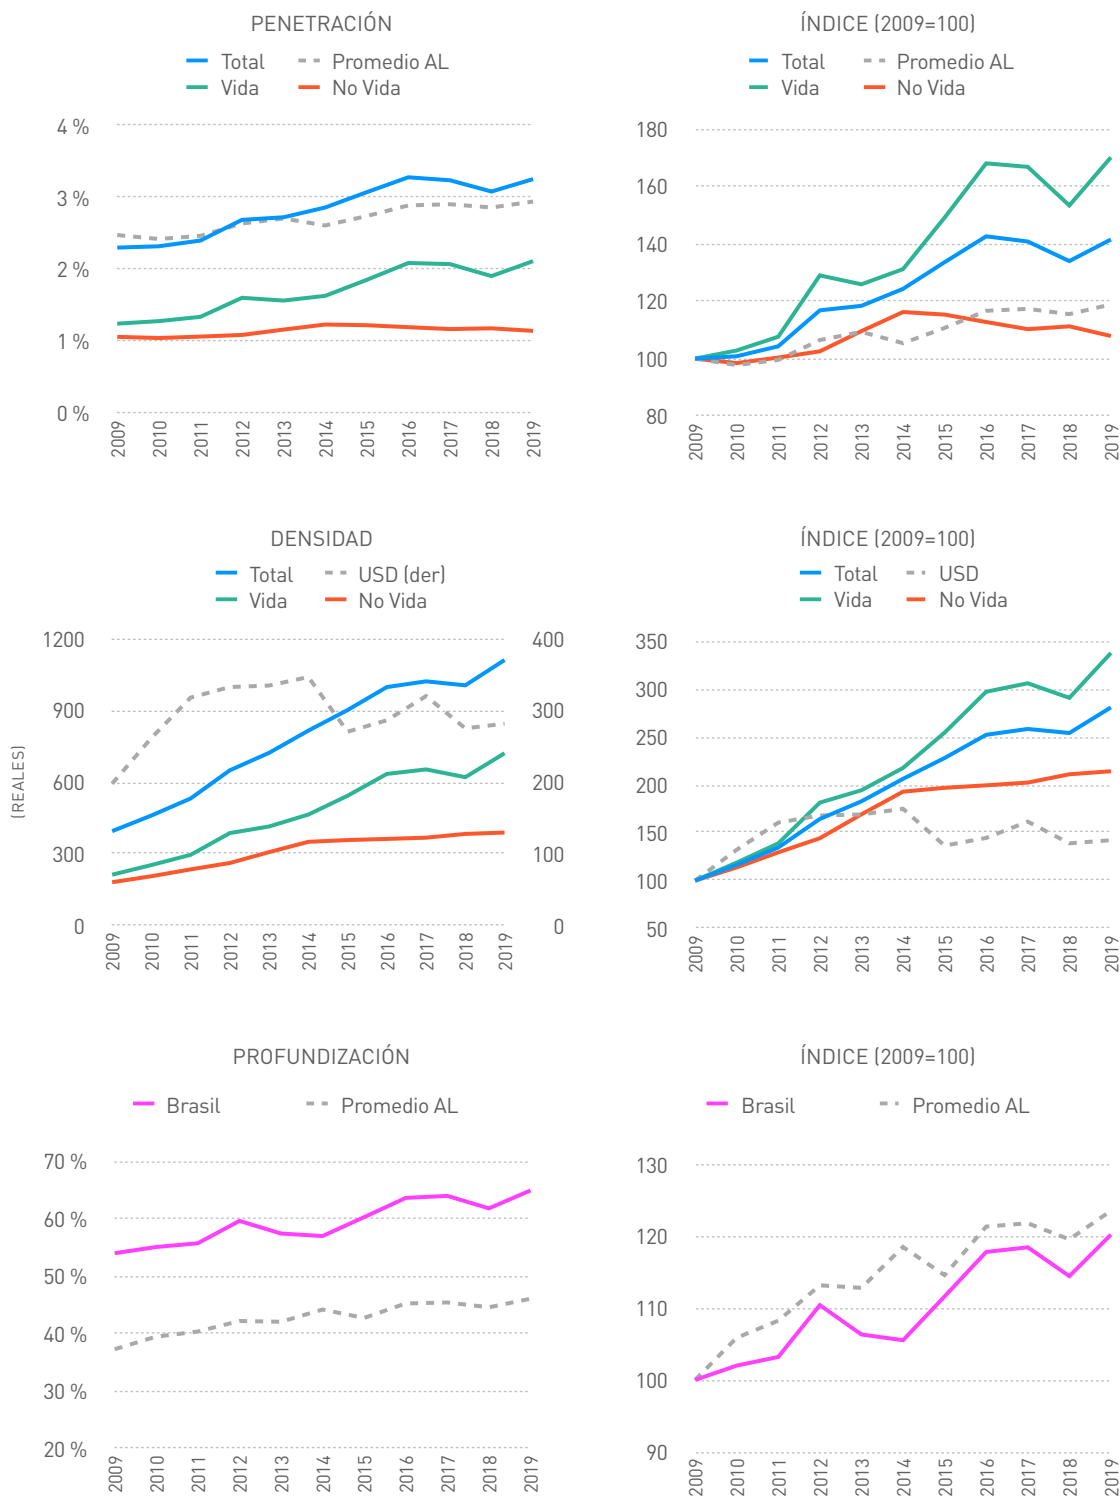 PENETRACIÓN
Total Promedio AL
Vida No Vida
4 %
3 %
2 %
1 %
0 %
2009 2010 2011 2012 2013 2014 2015 2016 2017 2018 2019
ÍNDICE (2009=100)
Total Promedio AL
Vida No Vida
180
160
140
120
100
80
2009 2010 2011 2012 2013 2014 2015 2016 2017 2018 2019
DENSIDAD
Total USD (der)
Vida No Vida
(REALES)
1200 400
900 300
600 200
300 100
0 0
2009 2010 2011 2012 2013 2014 2015 2016 2017 2018 2019
ÍNDICE (2009=100)
Total USD
Vida No Vida
350
300
250
200
150
100
50
2009 2010 2011 2012 2013 2014 2015 2016 2017 2018 2019
PROFUNDIZACIÓN
Brasil Promedio AL
70 %
60 %
50 %
40 %
30 %
20 %
2009 2010 2011 2012 2013 2014 2015 2016 2017 2018 2019
ÍNDICE (2009=100)
Brasil Promedio AL
130
120
110
100
90
2009 2010 2011 2012 2013 2014 2015 2016 2017 2018 2019